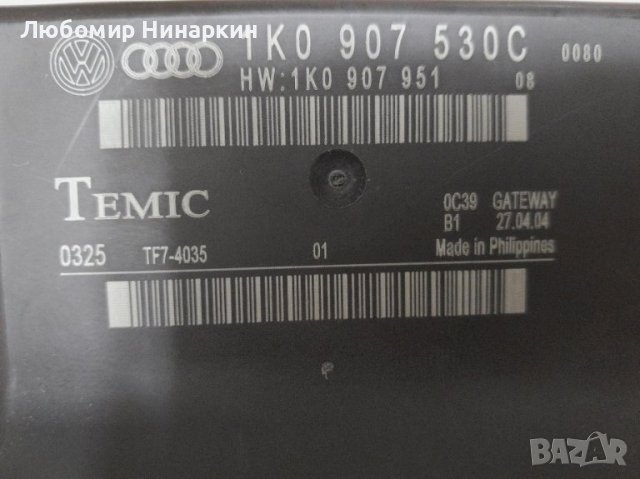 Любомир Нинаркин
1K0 907 530C 0080
HW:1K0 907 951 08
TEMIC
0C39 GATEWAY
B1 27.04.04
0325 TF7-4035 01 Made in Philippines
BAZAR